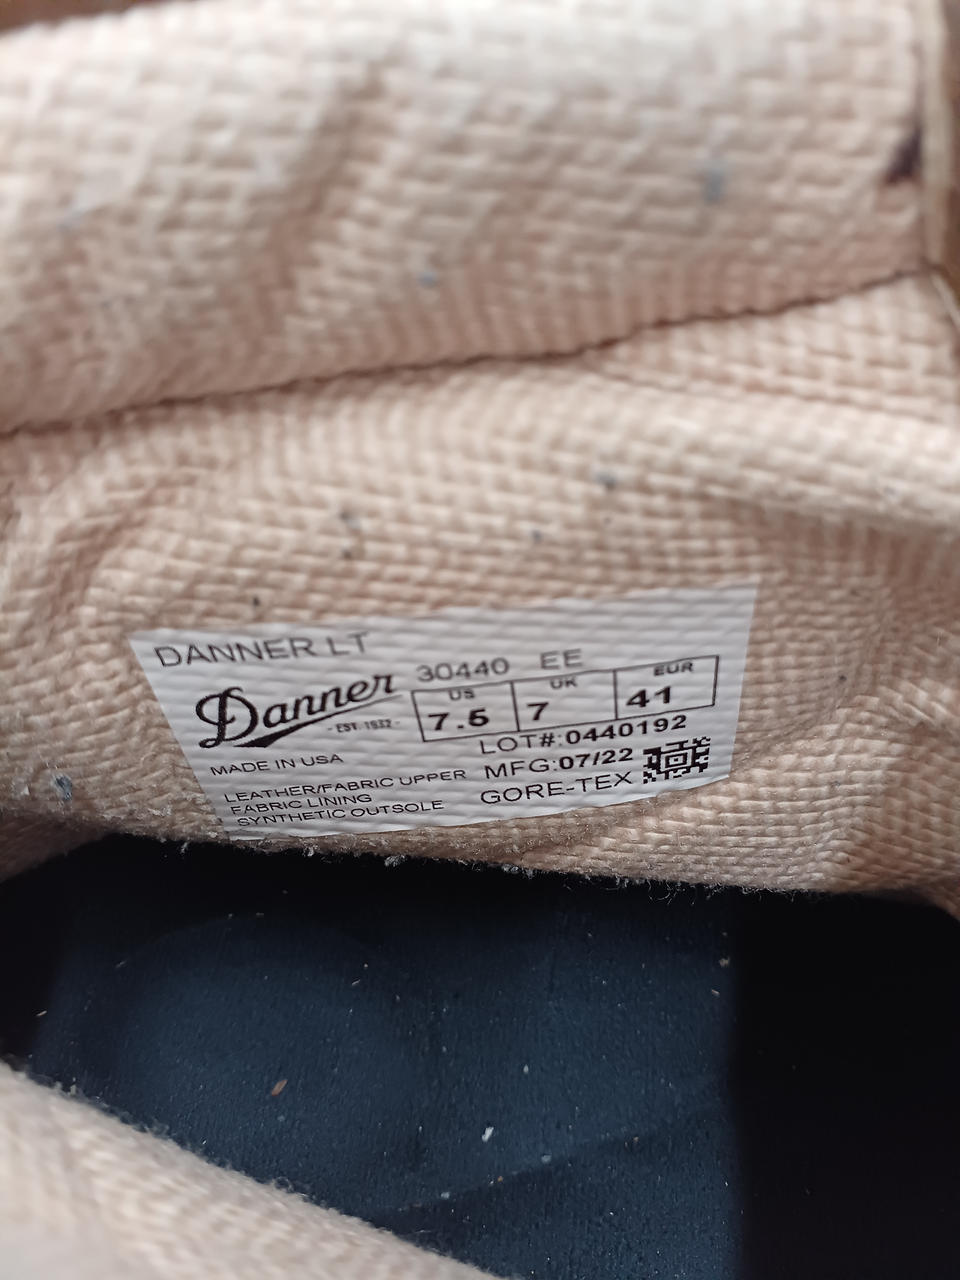 DANNER LT
30440 EE
Danner
- EST. 1932 -
US UK EUR
7.5 7 41
MADE IN USA
LOT#:0440192
MFG:07/22
GORE-TEX
LEATHER/FABRIC UPPER
FABRIC LINING
SYNTHETIC OUTSOLE